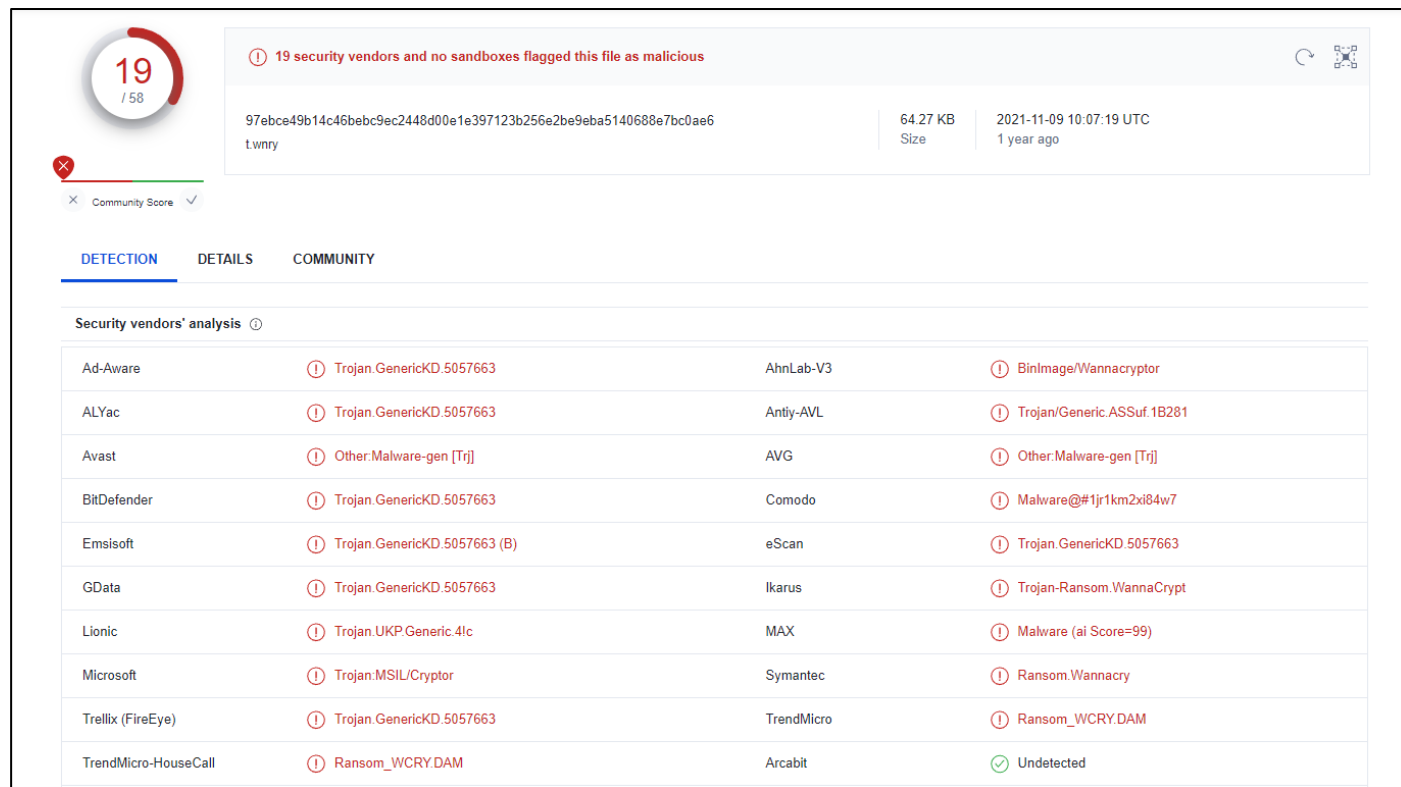 19
/ 58
19 security vendors and no sandboxes flagged this file as malicious
97ebce49b14c46bebc9ec2448d00e1e397123b256e2be9eba5140688e7bc0ae6
t.wnry
64.27 KB
Size
2021-11-09 10:07:19 UTC
1 year ago
Community Score
DETECTION DETAILS COMMUNITY
Security vendors' analysis
Ad-Aware Trojan.GenericKD.5057663 AhnLab-V3 BinImage/Wannacryptor
ALYac Trojan.GenericKD.5057663 Antiy-AVL Trojan/Generic.ASSuf.1B281
Avast Other:Malware-gen [Trj] AVG Other:Malware-gen [Trj]
BitDefender Trojan.GenericKD.5057663 Comodo Malware@#1jr1km2xi84w7
Emsisoft Trojan.GenericKD.5057663 (B) eScan Trojan.GenericKD.5057663
GData Trojan.GenericKD.5057663 Ikarus Trojan-Ransom.WannaCrypt
Lionic Trojan.UKP.Generic.4!c MAX Malware (ai Score=99)
Microsoft Trojan:MSIL/Cryptor Symantec Ransom.Wannacry
Trellix (FireEye) Trojan.GenericKD.5057663 TrendMicro Ransom_WCRY.DAM
TrendMicro-HouseCall Ransom_WCRY.DAM Arcabit Undetected